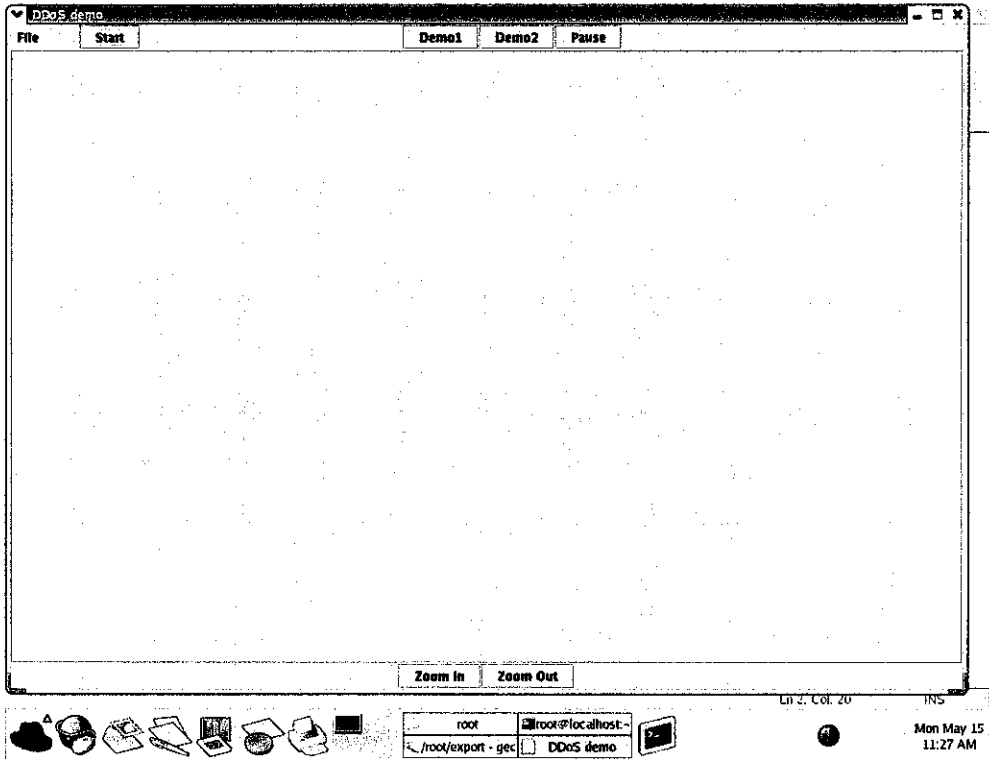 DDoS demo
File Start Demo1 Demo2 Pause
Zoom In Zoom Out
Ln 2, Col. 20 INS
root root@localhost:~
/root/export - gec DDoS demo
Mon May 15
11:27 AM